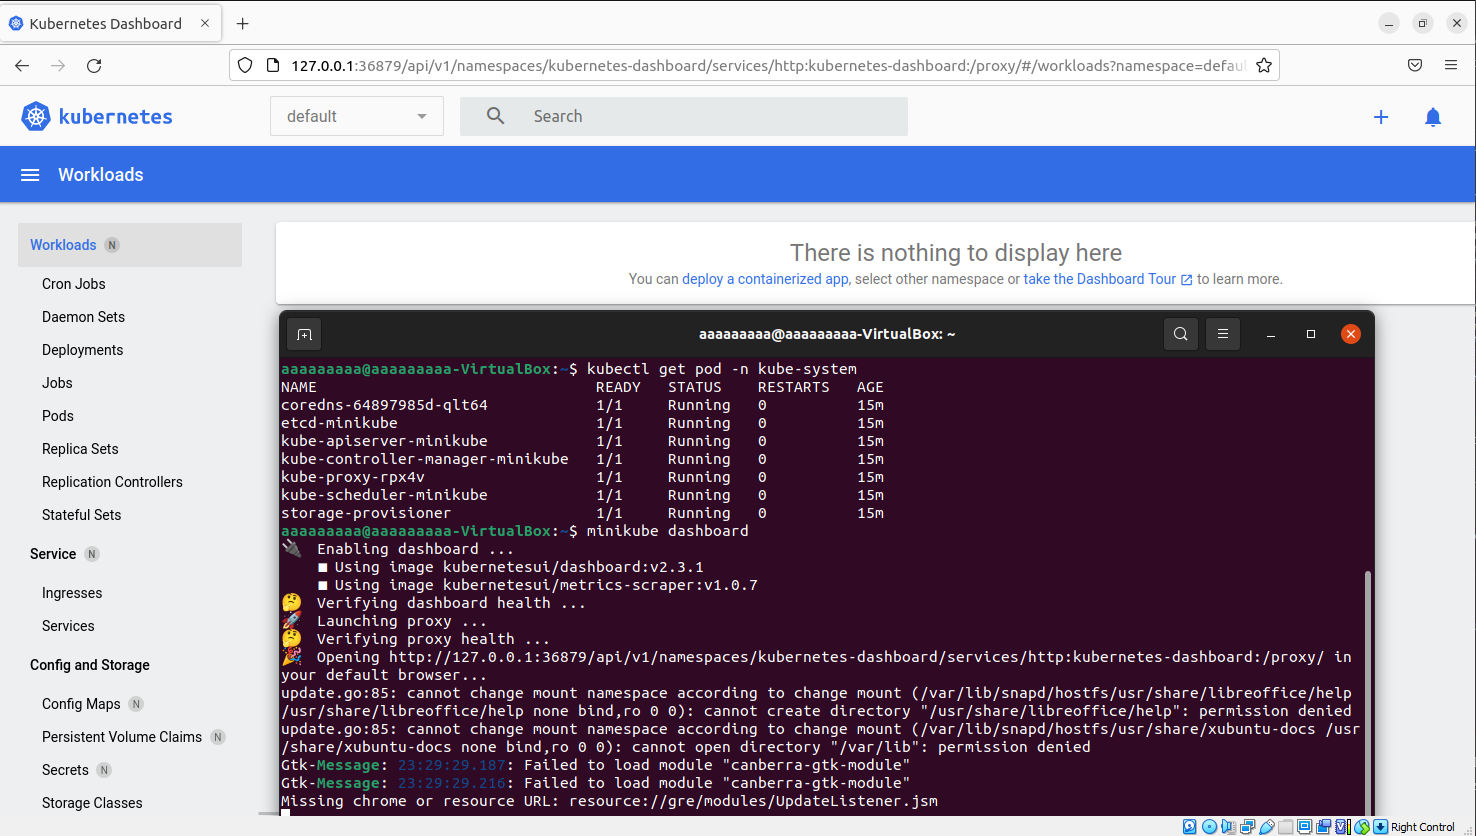 Kubernetes Dashboard
127.0.0.1:36879/api/v1/namespaces/kubernetes-dashboard/services/http:kubernetes-dashboard:/proxy/#/workloads?namespace=defau
kubernetes
default
Search
Workloads
Workloads N
Cron Jobs
Daemon Sets
Deployments
Jobs
Pods
Replica Sets
Replication Controllers
Stateful Sets
Service N
Ingresses
Services
Config and Storage
Config Maps N
Persistent Volume Claims N
Secrets N
Storage Classes
There is nothing to display here
You can deploy a containerized app, select other namespace or take the Dashboard Tour to learn more.
aaaaaaaaa@aaaaaaaaa-VirtualBox: ~
aaaaaaaaa@aaaaaaaaa-VirtualBox:~$ kubectl get pod -n kube-system
NAME READY STATUS RESTARTS AGE
coredns-64897985d-qlt64 1/1 Running 0 15m
etcd-minikube 1/1 Running 0 15m
kube-apiserver-minikube 1/1 Running 0 15m
kube-controller-manager-minikube 1/1 Running 0 15m
kube-proxy-rpx4v 1/1 Running 0 15m
kube-scheduler-minikube 1/1 Running 0 15m
storage-provisioner 1/1 Running 0 15m
aaaaaaaaa@aaaaaaaaa-VirtualBox:~$ minikube dashboard
🔌 Enabling dashboard ...
■ Using image kubernetesui/dashboard:v2.3.1
■ Using image kubernetesui/metrics-scraper:v1.0.7
🤔 Verifying dashboard health ...
🚀 Launching proxy ...
🤔 Verifying proxy health ...
🎉 Opening http://127.0.0.1:36879/api/v1/namespaces/kubernetes-dashboard/services/http:kubernetes-dashboard:/proxy/ in
your default browser...
update.go:85: cannot change mount namespace according to change mount (/var/lib/snapd/hostfs/usr/share/libreoffice/help
/usr/share/libreoffice/help none bind,ro 0 0): cannot create directory "/usr/share/libreoffice/help": permission denied
update.go:85: cannot change mount namespace according to change mount (/var/lib/snapd/hostfs/usr/share/xubuntu-docs /usr
/share/xubuntu-docs none bind,ro 0 0): cannot open directory "/var/lib": permission denied
Gtk-Message: 23:29:29.187: Failed to load module "canberra-gtk-module"
Gtk-Message: 23:29:29.216: Failed to load module "canberra-gtk-module"
Missing chrome or resource URL: resource://gre/modules/UpdateListener.jsm
Right Control